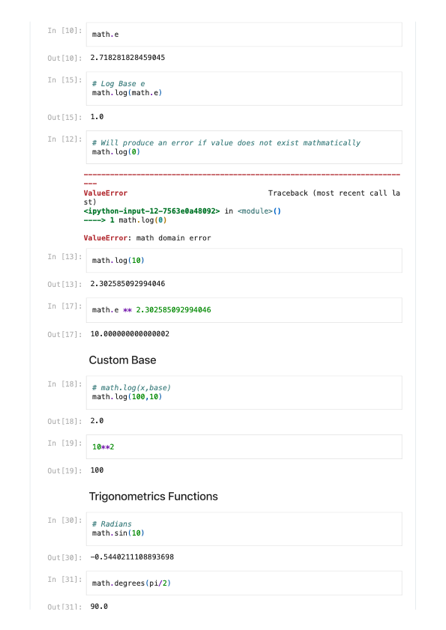 In [10]: math.e
Out[10]: 2.718281828459045
In [15]: # Log Base e
math.log(math.e)
Out[15]: 1.0
In [12]: # Will produce an error if value does not exist mathmatically
math.log(0)
---------------------------------------------------------------------------
ValueError Traceback (most recent call la
st)
<ipython-input-12-7563e0a48092> in <module>()
----> 1 math.log(0)
ValueError: math domain error
In [13]: math.log(10)
Out[13]: 2.302585092994046
In [17]: math.e ** 2.302585092994046
Out[17]: 10.000000000000002
Custom Base
In [18]: # math.log(x,base)
math.log(100,10)
Out[18]: 2.0
In [19]: 10**2
Out[19]: 100
Trigonometrics Functions
In [30]: # Radians
math.sin(10)
Out[30]: -0.5440211108893698
In [31]: math.degrees(pi/2)
Out[31]: 90.0